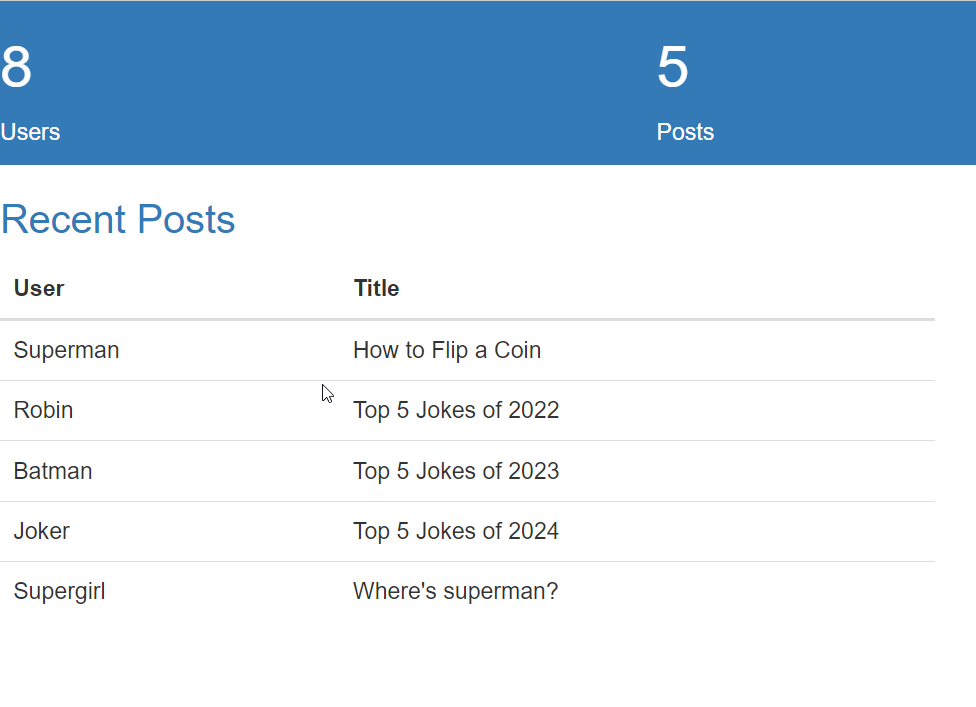 8 5
Users Posts
Recent Posts
User Title
Superman How to Flip a Coin
Robin Top 5 Jokes of 2022
Batman Top 5 Jokes of 2023
Joker Top 5 Jokes of 2024
Supergirl Where's superman?